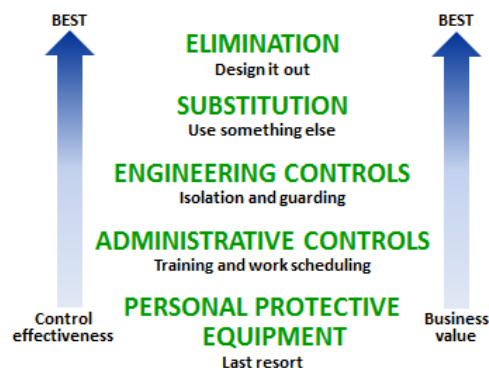 BEST
BEST
ELIMINATION
Design it out
SUBSTITUTION
Use something else
ENGINEERING CONTROLS
Isolation and guarding
ADMINISTRATIVE CONTROLS
Training and work scheduling
PERSONAL PROTECTIVE
EQUIPMENT
Last resort
Control
effectiveness
Business
value